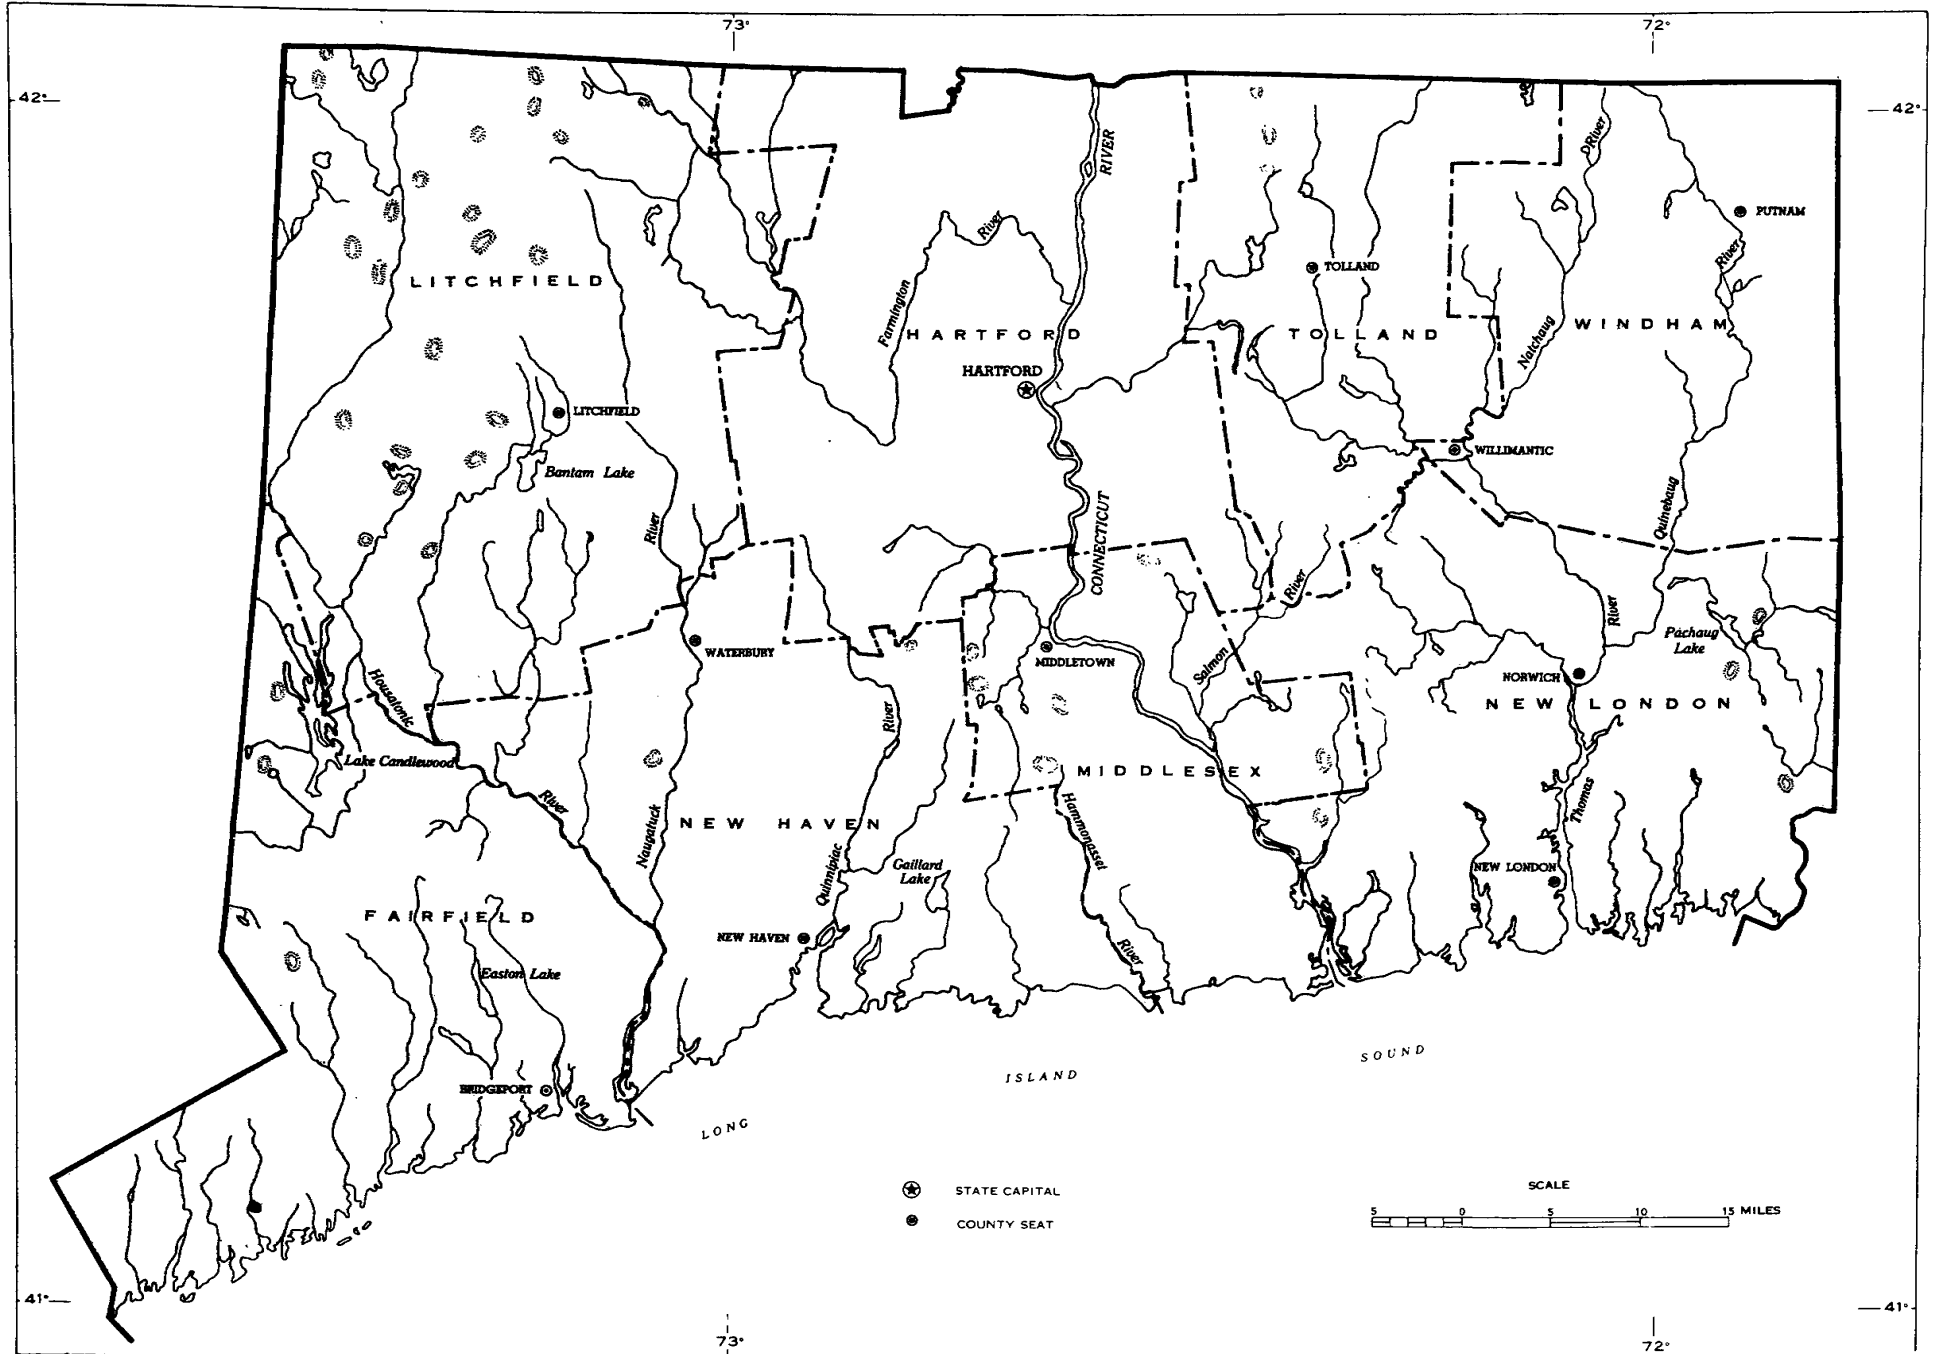 73°
72°
42°
42°
RIVER
River
River
PUTNAM
River
TOLLAND
LITCHFIELD
Farmington
HARTFORD
TOLLAND
Natchaug
WINDHAM
HARTFORD
LITCHFIELD
WILLIMANTIC
Bantam Lake
River
CONNECTICUT
Quinebaug
River
River
Pachaug
Lake
WATERBURY
MIDDLETOWN
Salmon
NORWICH
NEW LONDON
Housatonic
River
Lake Candlewood
MIDDLESEX
River
Hammonasset
Thomas
Naugatuck
NEW HAVEN
Quinnipiac
Gaillard
Lake
NEW LONDON
FAIRFIELD
NEW HAVEN
River
Easton Lake
BRIDGEPORT
LONG
ISLAND
SOUND
STATE CAPITAL
COUNTY SEAT
SCALE
5 0 5 10 15 MILES
41°
41°
73°
72°